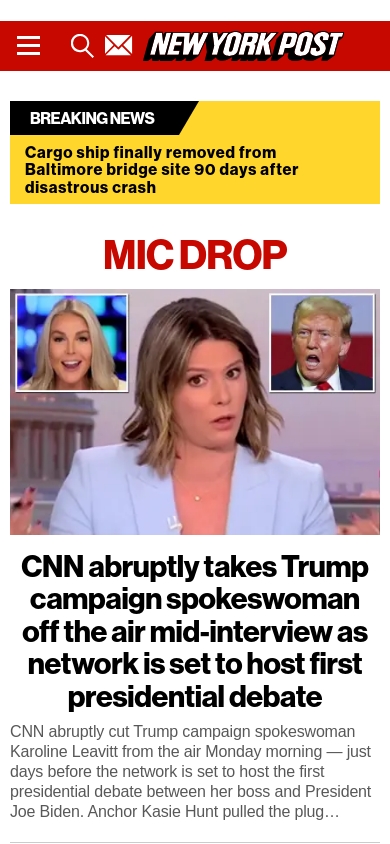 NEW YORK POST
BREAKING NEWS
Cargo ship finally removed from
Baltimore bridge site 90 days after
disastrous crash
MIC DROP
CNN abruptly takes Trump
campaign spokeswoman
off the air mid-interview as
network is set to host first
presidential debate
CNN abruptly cut Trump campaign spokeswoman
Karoline Leavitt from the air Monday morning — just
days before the network is set to host the first
presidential debate between her boss and President
Joe Biden. Anchor Kasie Hunt pulled the plug…